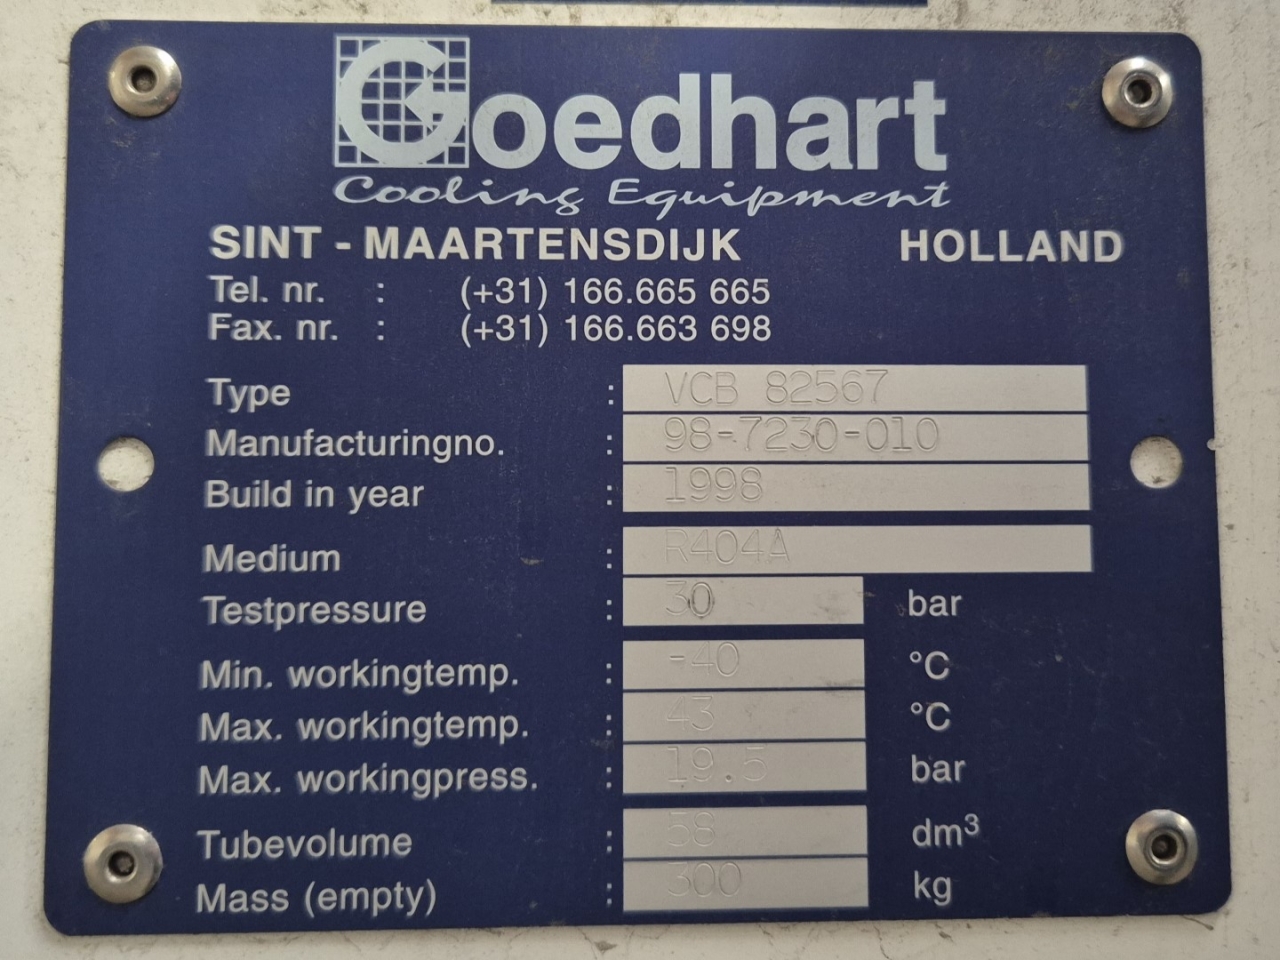 Goedhart
Cooling Equipment
SINT - MAARTENSDIJK HOLLAND
Tel. nr. : (+31) 166.665 665
Fax. nr. : (+31) 166.663 698
Type : VCB 82567
Manufacturingno. : 98-7230-010
Build in year : 1998
Medium : R404A
Testpressure : 30 bar
Min. workingtemp. : -40 °C
Max. workingtemp. : 43 °C
Max. workingpress. : 19.5 bar
Tubevolume : 58 dm³
Mass (empty) : 300 kg